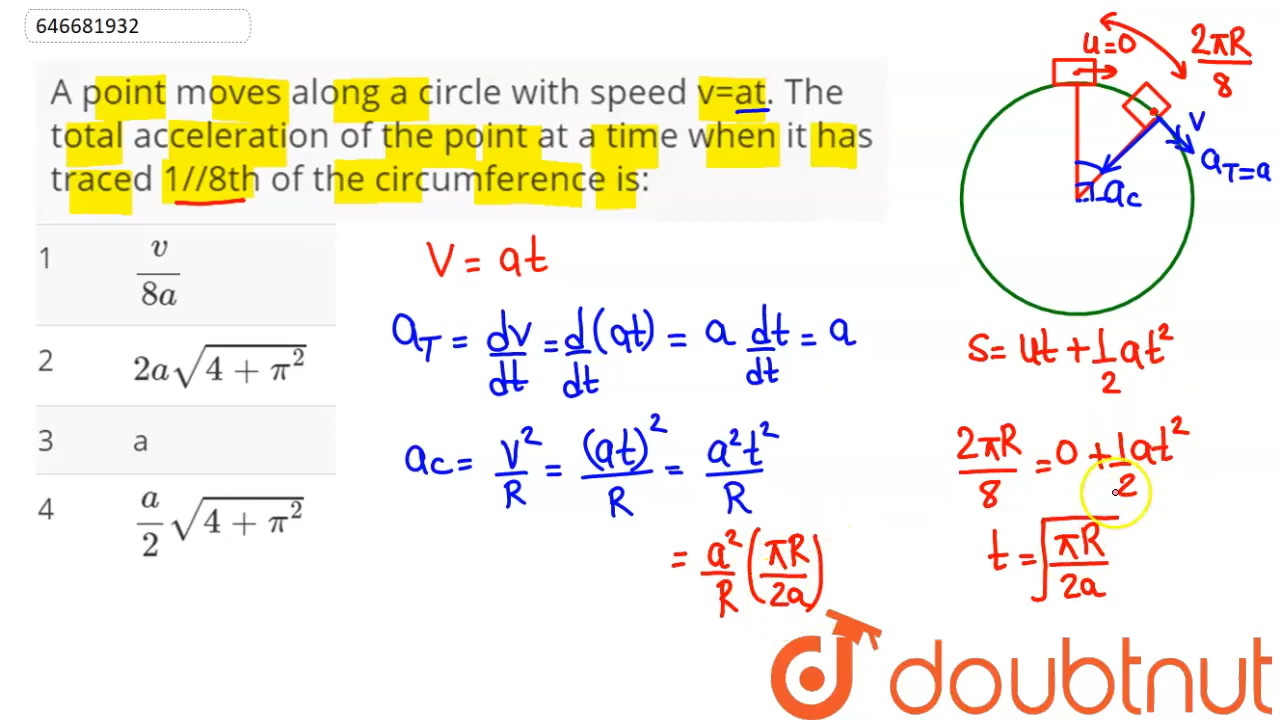 646681932
A point moves along a circle with speed v=at. The
total acceleration of the point at a time when it has
traced 1//8th of the circumference is:
1 v/8a
2 2a√(4 + π²)
3 a
4 a/2 √(4 + π²)
V = at
a_T = dv/dt = d/dt (at) = a dt/dt = a
a_c = v²/R = (at)²/R = a²t²/R
= a²/R (πR/2a)
u=0
2πR/8
v
a_T=a
a_c
S = ut + 1/2 at²
2πR/8 = 0 + 1/2 at²
t = √(πR/2a)
doubtnut